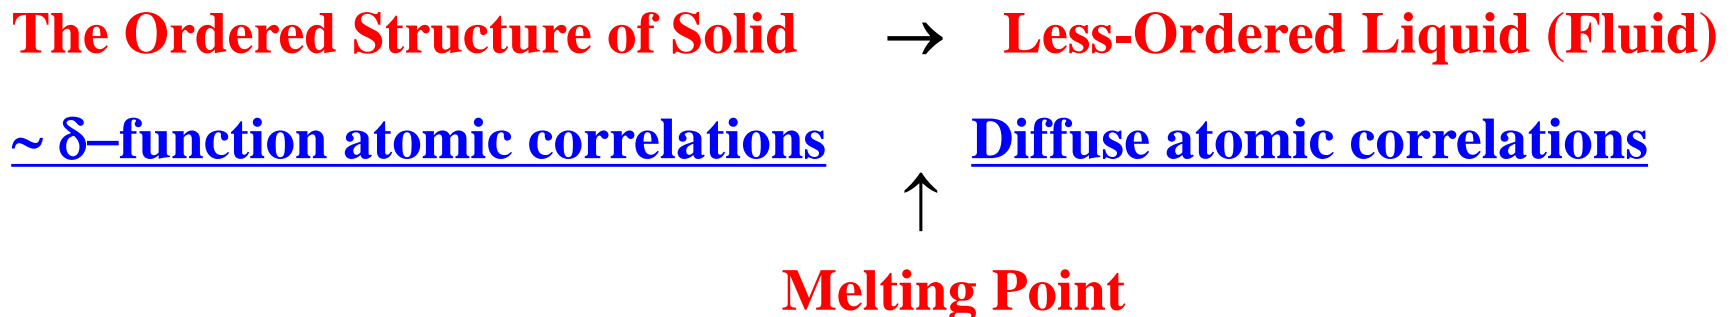 The Ordered Structure of Solid → Less-Ordered Liquid (Fluid)
~ δ–function atomic correlations Diffuse atomic correlations
↑
Melting Point